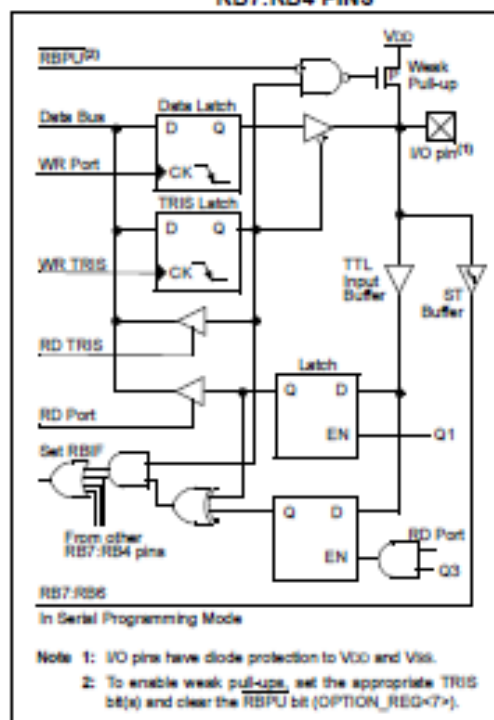 RB7:RB4 PINS
VDD
RBPU(2)
Weak
Pull-up
P
Data Latch
Data Bus
D Q
I/O pin(1)
WR Port
CK
TRIS Latch
D Q
TTL
Input
Buffer
WR TRIS
CK
ST
Buffer
RD TRIS
Latch
Q D
RD Port
EN
Q1
Set RBIF
Q D
From other
RB7:RB4 pins
RD Port
EN
Q3
RB7:RB6
In Serial Programming Mode
Note 1: I/O pins have diode protection to VDD and VSS.
2: To enable weak pull-ups, set the appropriate TRIS
bit(s) and clear the RBPU bit (OPTION_REG<7>).